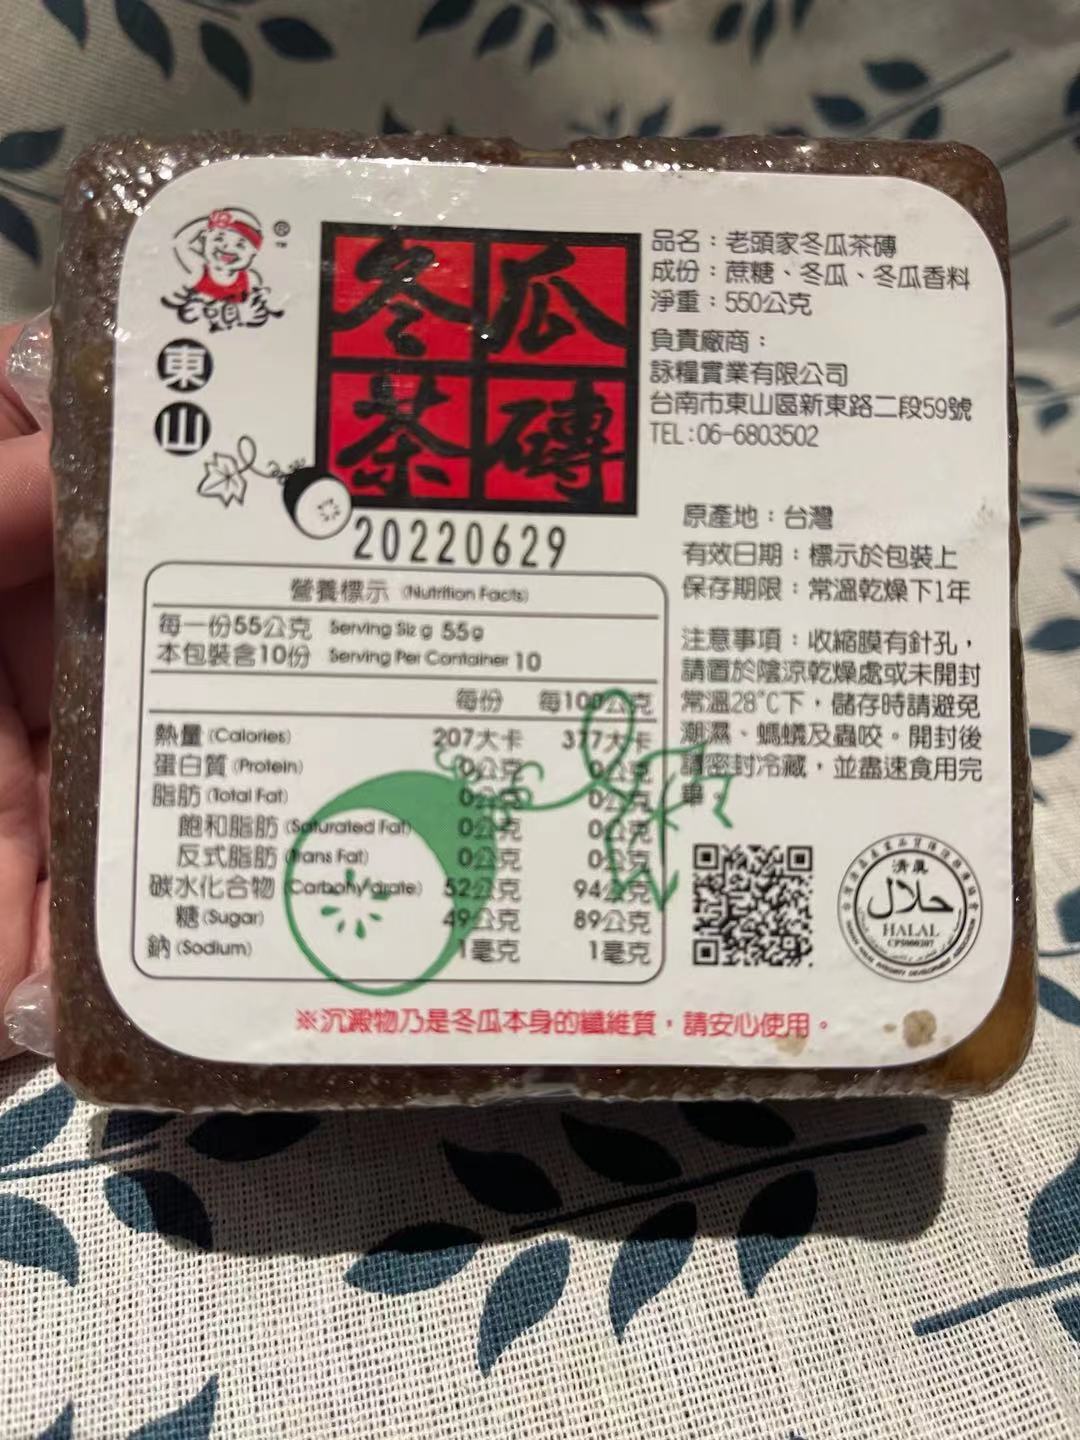 老頭家
®
TM
東山
冬瓜
茶磚
20220629
品名：老頭家冬瓜茶磚
成份：蔗糖、冬瓜、冬瓜香料
淨重：550公克
負責廠商：
詠糧實業有限公司
台南市東山區新東路二段59號
TEL:06-6803502
原產地：台灣
有效日期：標示於包裝上
保存期限：常溫乾燥下1年
注意事項：收縮膜有針孔，
請置於陰涼乾燥處或未開封
常溫28°C下，儲存時請避免
潮濕、螞蟻及蟲咬。開封後
請密封冷藏，並盡速食用完
畢。
營養標示 (Nutrition Facts)
每一份55公克 Serving Siz g 55g
本包裝含10份 Serving Per Container 10
每份 每100公克
熱量 (Calories) 207大卡 377大卡
蛋白質 (Protein) 0公克 0公克
脂肪 (Total Fat) 0公克 0公克
飽和脂肪 (Saturated Fat) 0公克 0公克
反式脂肪 (Trans Fat) 0公克 0公克
碳水化合物 (Carbohydrate) 52公克 94公克
糖 (Sugar) 49公克 89公克
鈉 (Sodium) 1毫克 1毫克
清真
حلال
HALAL
CPS000207
※沉澱物乃是冬瓜本身的纖維質，請安心使用。